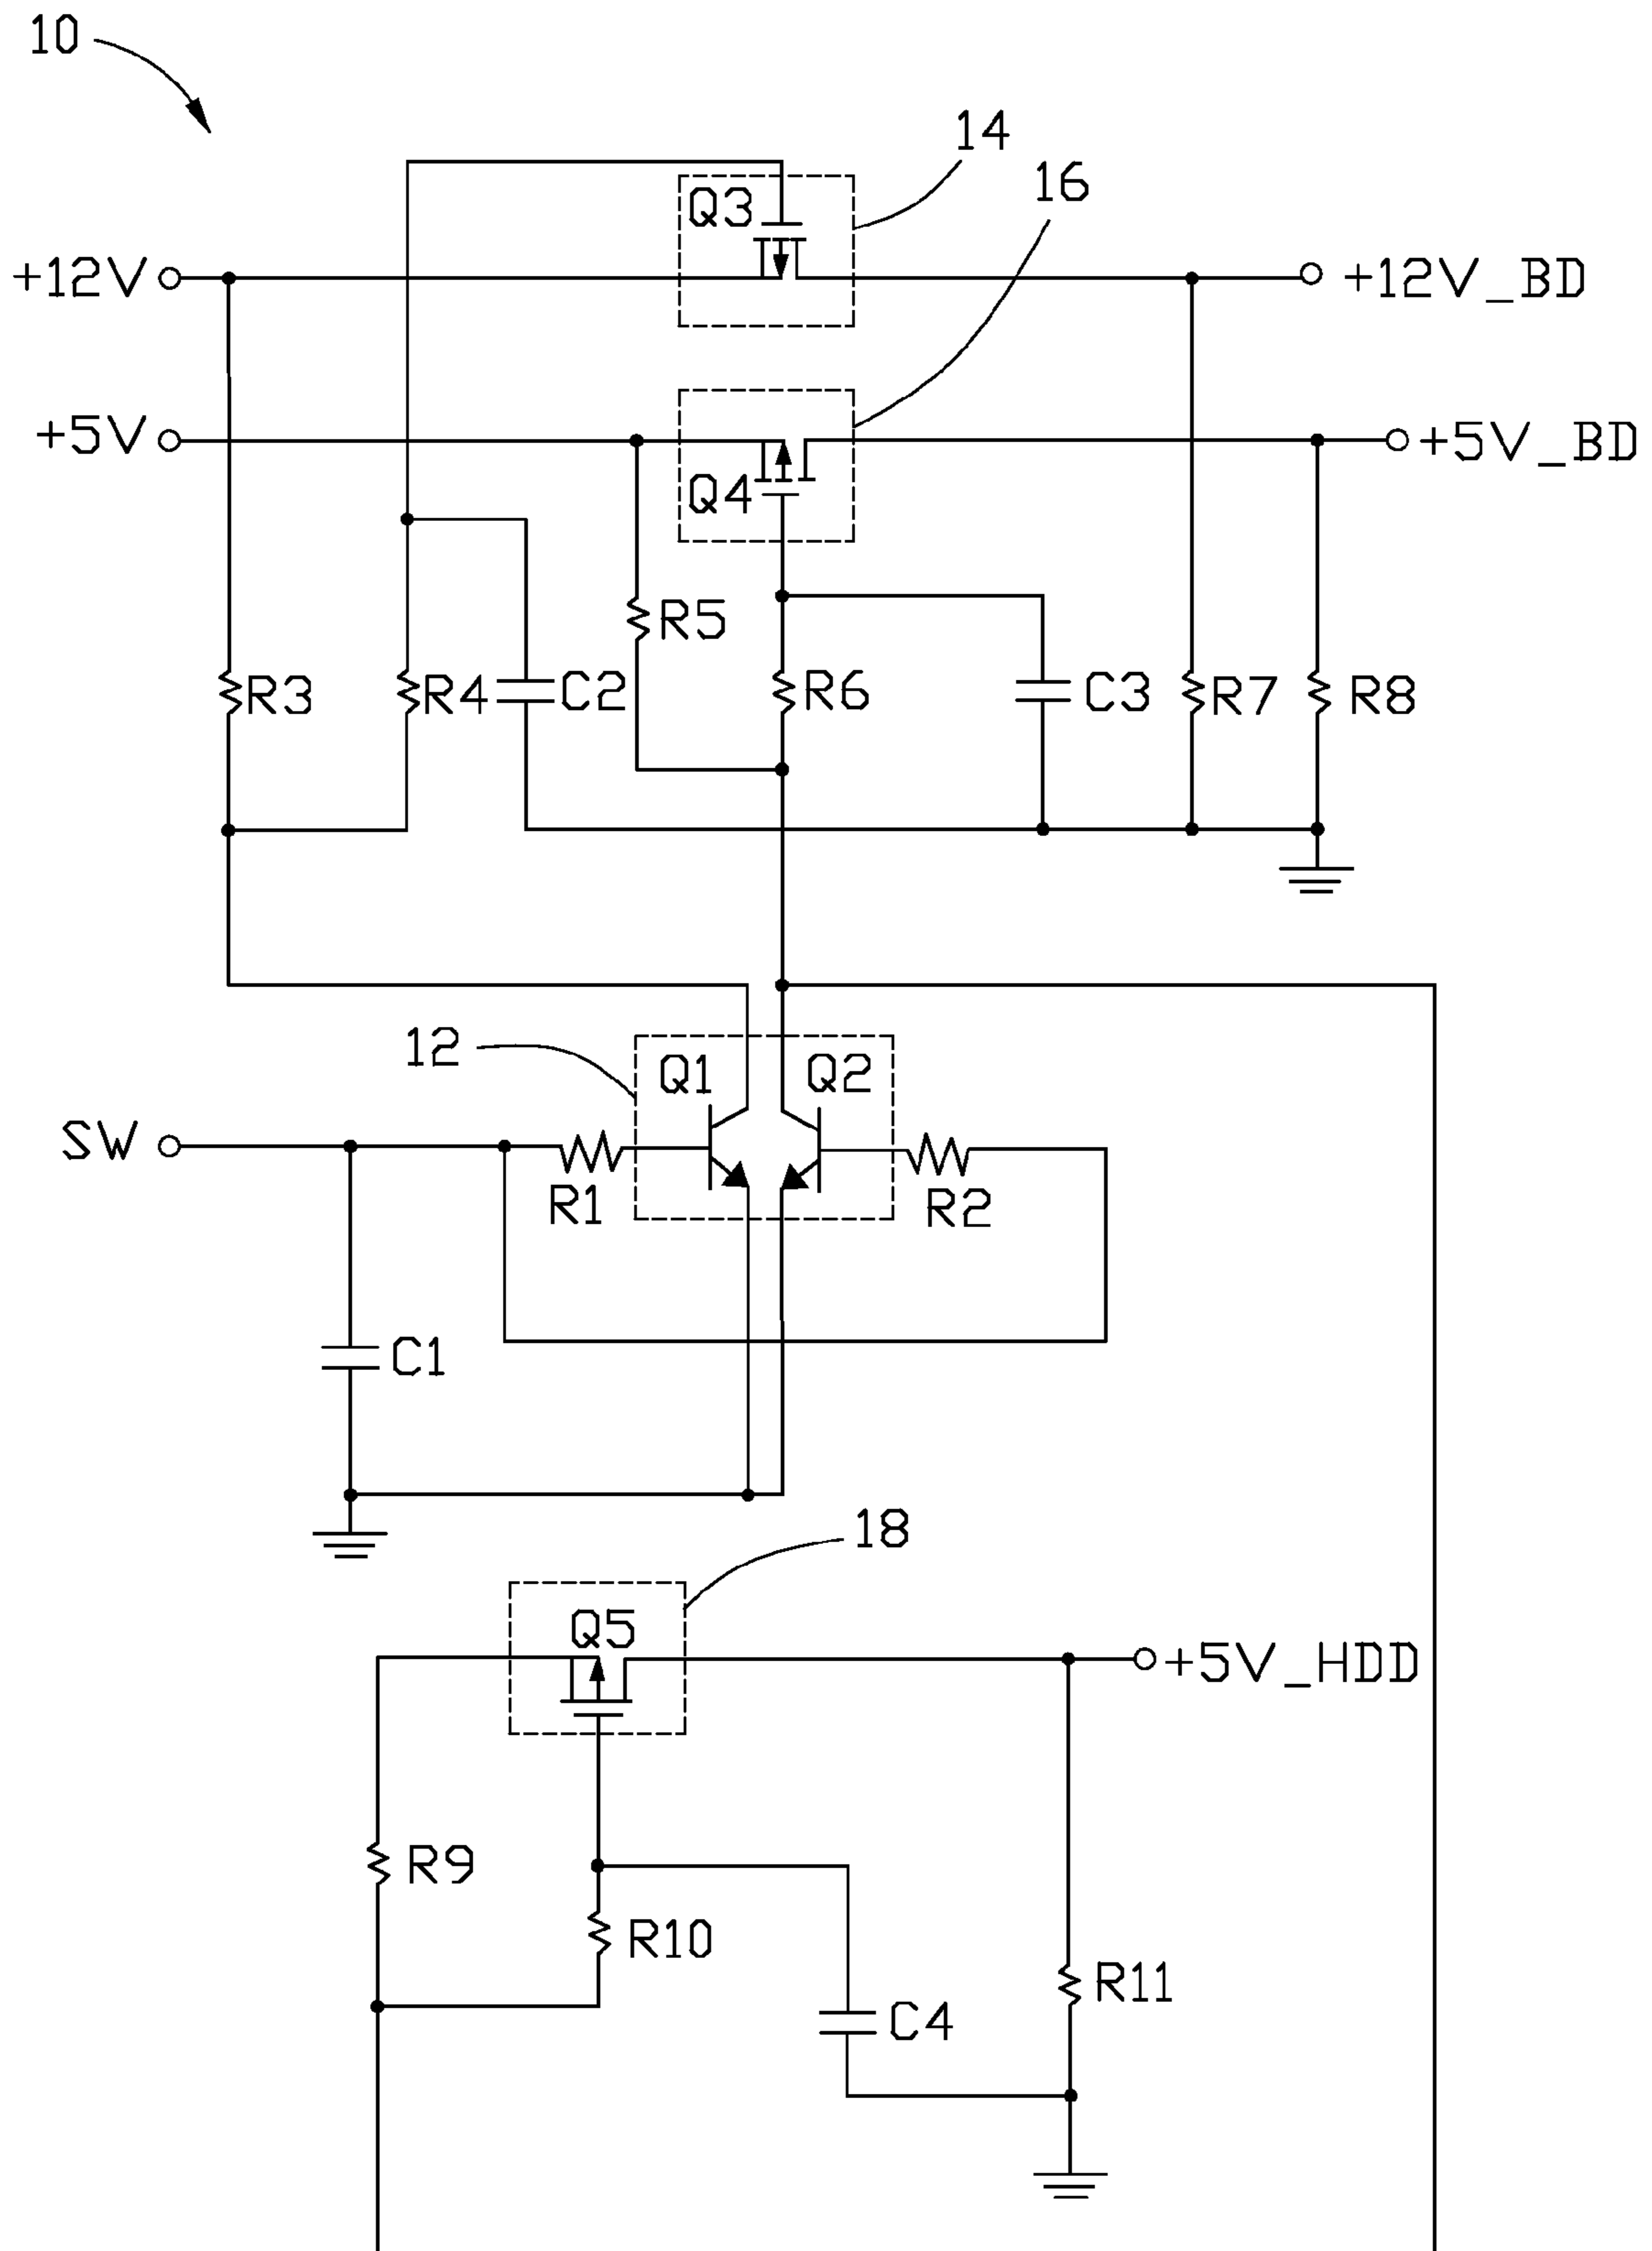 10
14
16
Q3
+12V
+12V_BD
+5V
Q4
+5V_BD
R5
R3
R4
C2
R6
C3
R7
R8
12
Q1
Q2
SW
R1
R2
C1
18
Q5
+5V_HDD
R9
R10
R11
C4